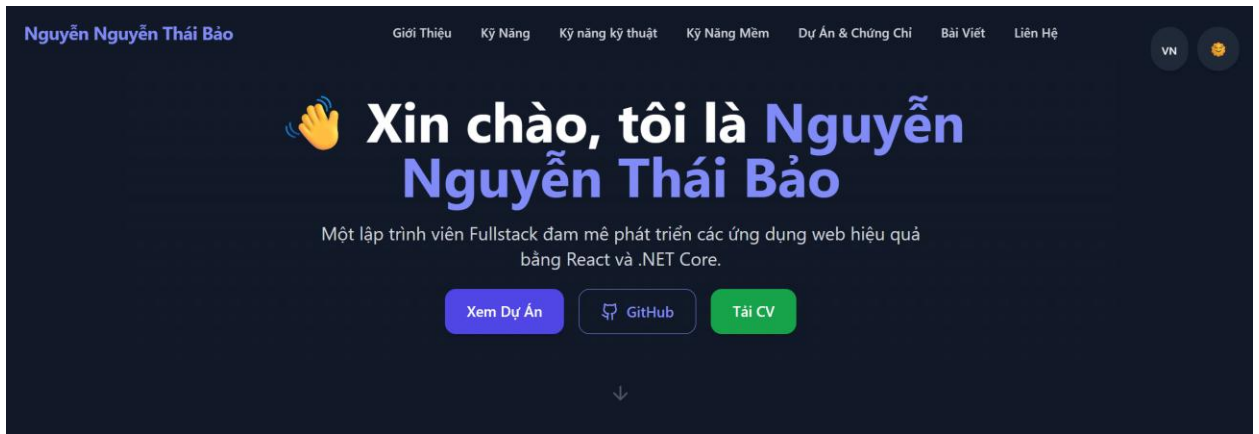 Nguyễn Nguyễn Thái Bảo
Giới Thiệu
Kỹ Năng
Kỹ năng kỹ thuật
Kỹ Năng Mềm
Dự Án & Chứng Chỉ
Bài Viết
Liên Hệ
VN
Xin chào, tôi là Nguyễn
Nguyễn Thái Bảo
Một lập trình viên Fullstack đam mê phát triển các ứng dụng web hiệu quả
bằng React và .NET Core.
Xem Dự Án
GitHub
Tải CV